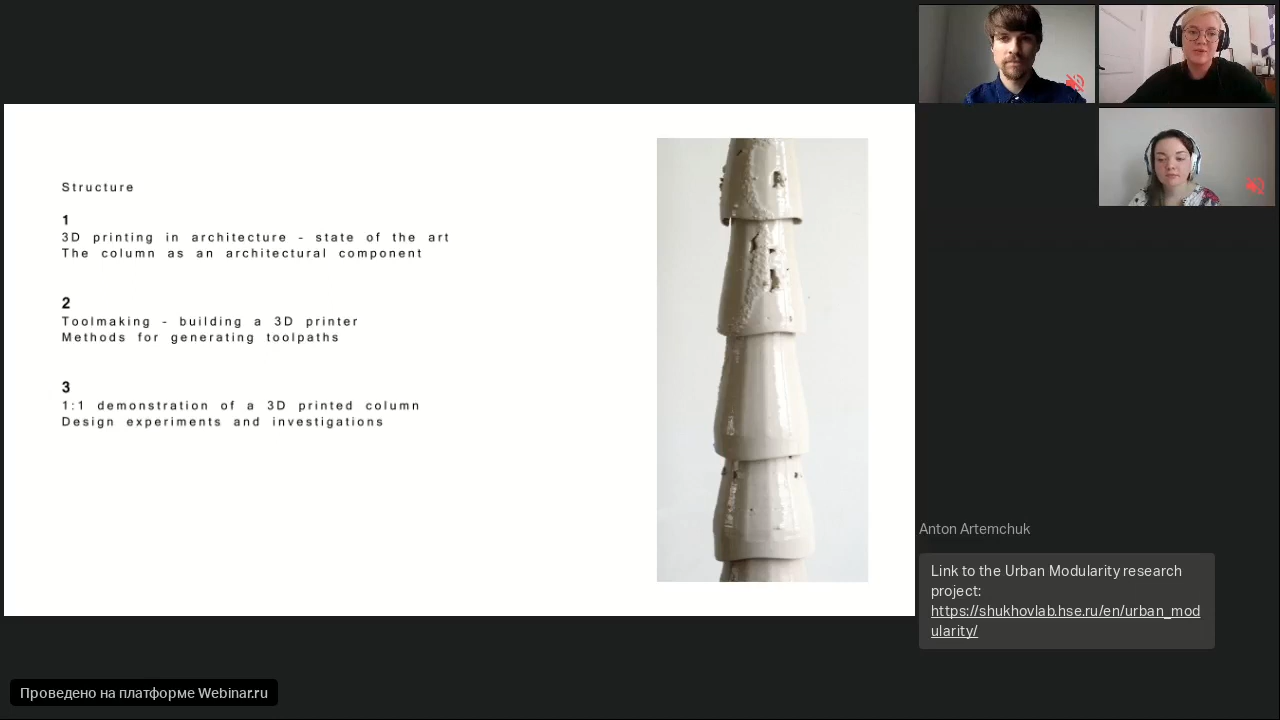 Structure
1
3D printing in architecture - state of the art
The column as an architectural component
2
Toolmaking - building a 3D printer
Methods for generating toolpaths
3
1:1 demonstration of a 3D printed column
Design experiments and investigations
Anton Artemchuk
Link to the Urban Modularity research
project:
https://shukhovlab.hse.ru/en/urban_mod
ularity/
Проведено на платформе Webinar.ru